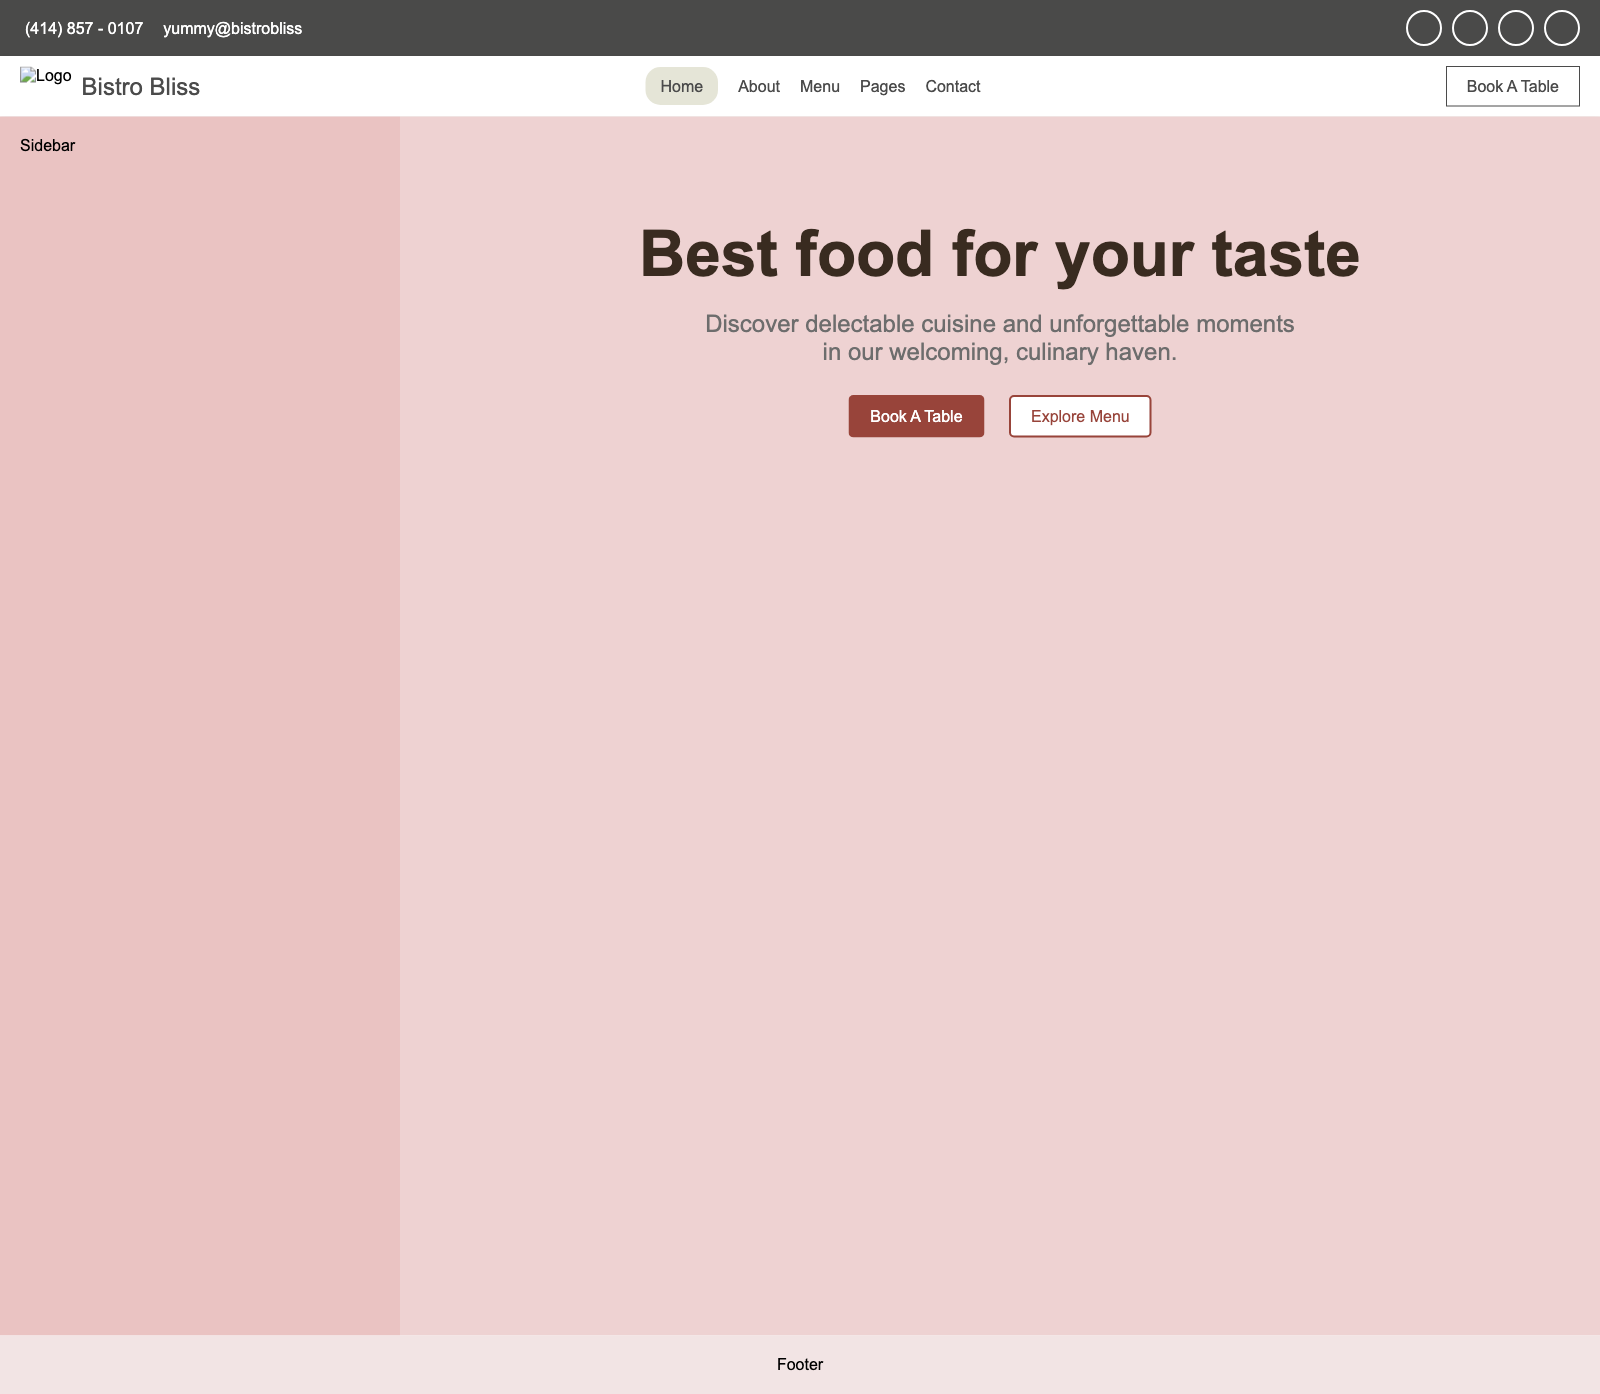 (414) 857 - 0107 yummy@bistrobliss
Logo Bistro Bliss Home About Menu Pages Contact Book A Table
Sidebar
Best food for your taste
Discover delectable cuisine and unforgettable moments
in our welcoming, culinary haven.
Book A Table Explore Menu
Footer